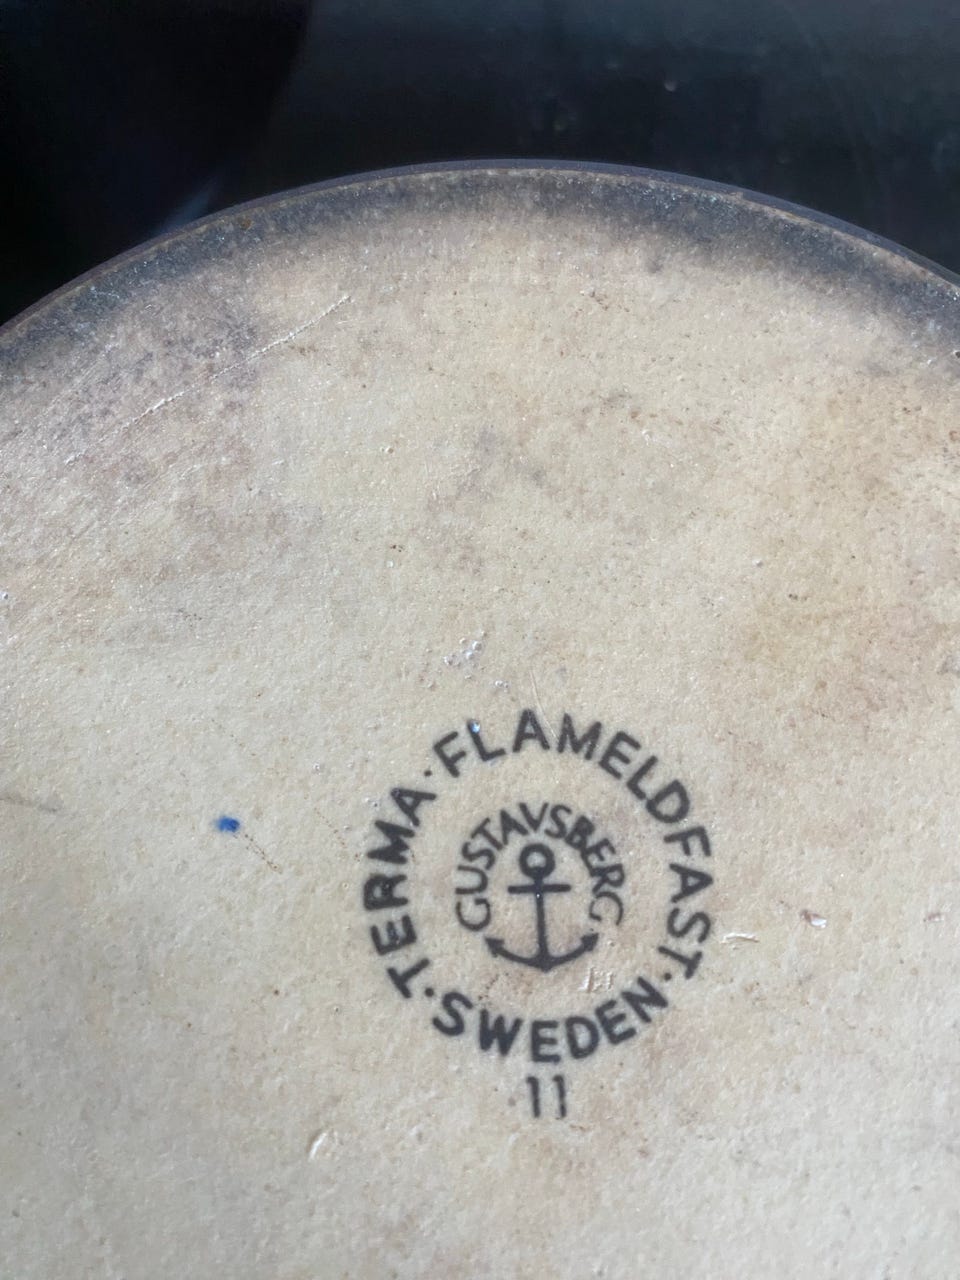 TERMA · FLAMELDFAST · SWEDEN ·
GUSTAVSBERG
11